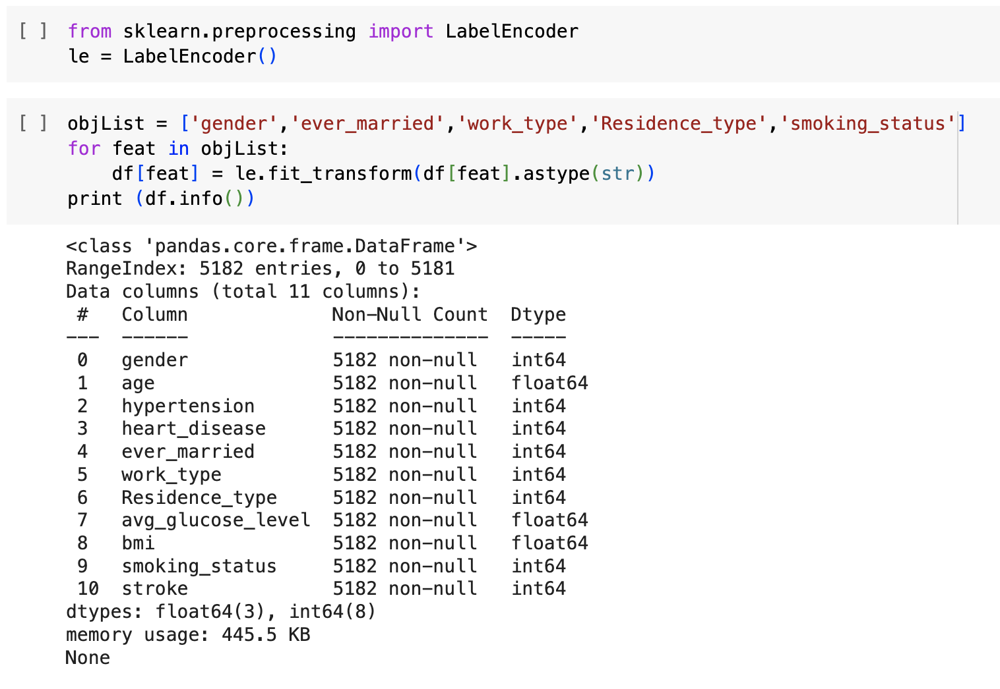 [ ] from sklearn.preprocessing import LabelEncoder
le = LabelEncoder()
[ ] objList = ['gender','ever_married','work_type','Residence_type','smoking_status']
for feat in objList:
    df[feat] = le.fit_transform(df[feat].astype(str))
print (df.info())
<class 'pandas.core.frame.DataFrame'>
RangeIndex: 5182 entries, 0 to 5181
Data columns (total 11 columns):
 #   Column             Non-Null Count  Dtype
---  ------             --------------  -----
 0   gender             5182 non-null   int64
 1   age                5182 non-null   float64
 2   hypertension       5182 non-null   int64
 3   heart_disease      5182 non-null   int64
 4   ever_married       5182 non-null   int64
 5   work_type          5182 non-null   int64
 6   Residence_type     5182 non-null   int64
 7   avg_glucose_level  5182 non-null   float64
 8   bmi                5182 non-null   float64
 9   smoking_status     5182 non-null   int64
 10  stroke             5182 non-null   int64
dtypes: float64(3), int64(8)
memory usage: 445.5 KB
None